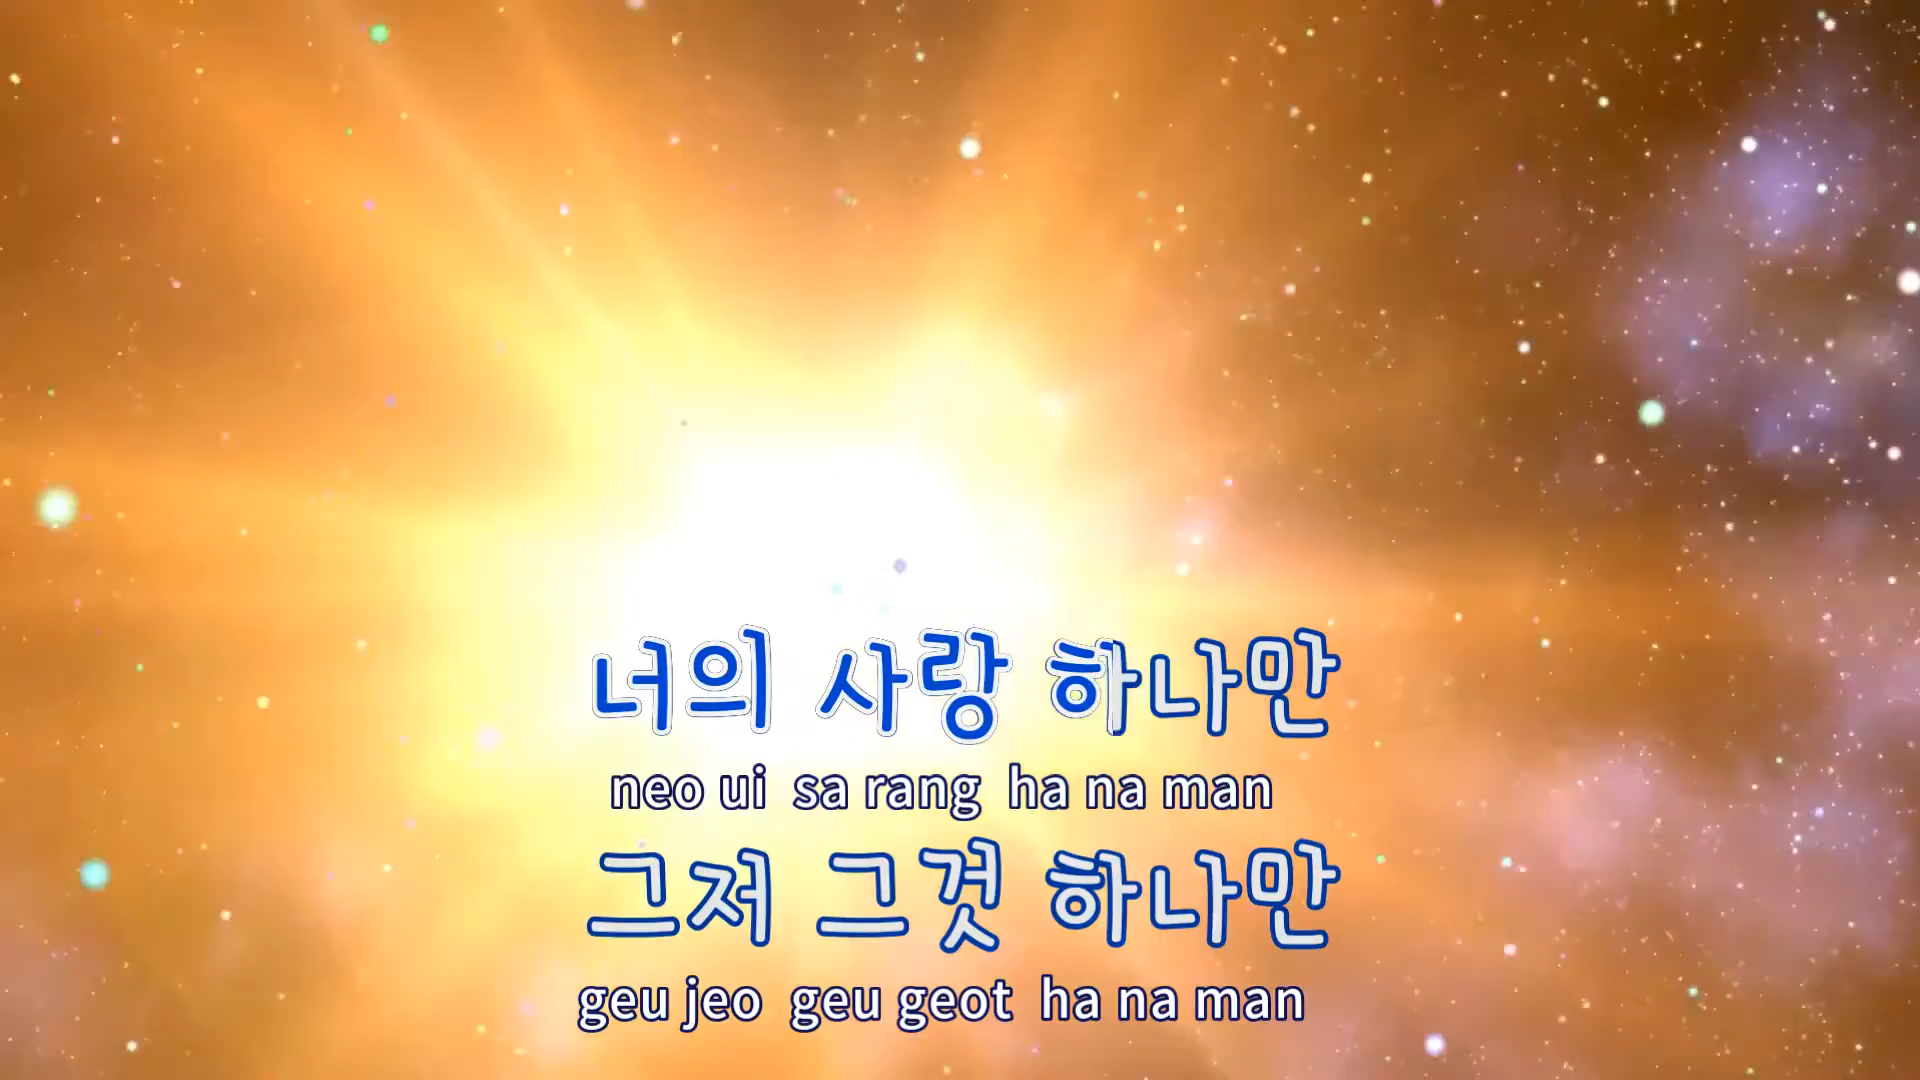 너의 사랑 하나만
neo ui sa rang ha na man
그저 그것 하나만
geu jeo geu geot ha na man